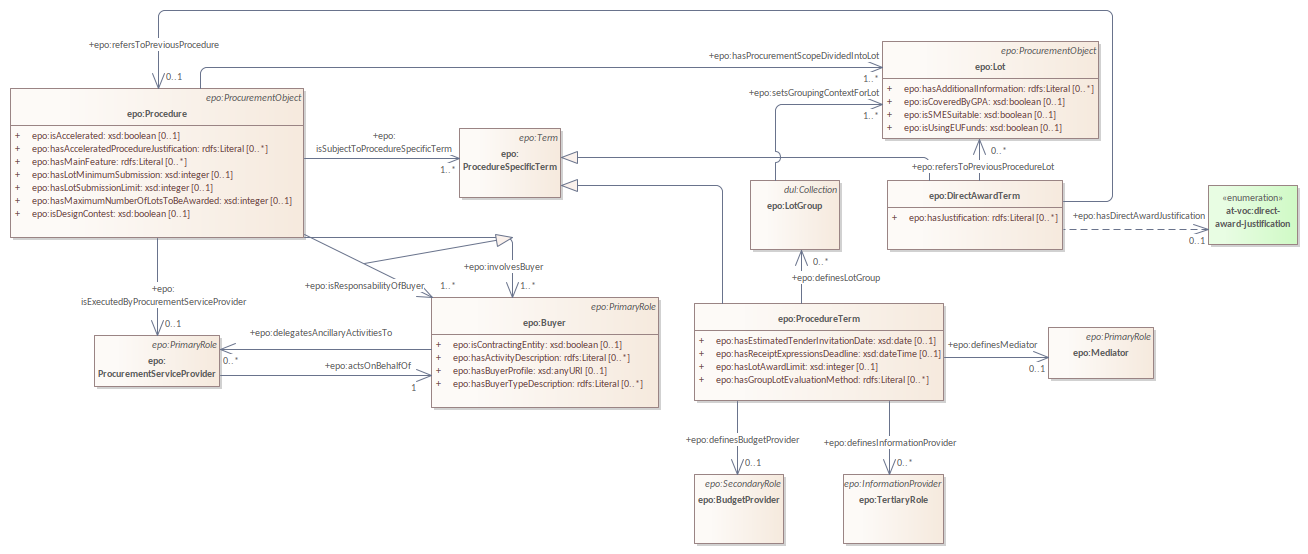 +epo:refersToPreviousProcedure
0..1
+epo:hasProcurementScopeDividedIntoLot
1..*
+epo:setsGroupingContextForLot
1..*
epo:ProcurementObject
epo:Lot
+ epo:hasAdditionalInformation: rdfs:Literal [0..*]
+ epo:isCoveredByGPA: xsd:boolean [0..1]
+ epo:isSMESuitable: xsd:boolean [0..1]
+ epo:isUsingEUFunds: xsd:boolean [0..1]
epo:ProcurementObject
epo:Procedure
+ epo:isAccelerated: xsd:boolean [0..1]
+ epo:hasAcceleratedProcedureJustification: rdfs:Literal [0..*]
+ epo:hasMainFeature: rdfs:Literal [0..*]
+ epo:hasLotMinimumSubmission: xsd:integer [0..1]
+ epo:hasLotSubmissionLimit: xsd:integer [0..1]
+ epo:hasMaximumNumberOfLotsToBeAwarded: xsd:integer [0..1]
+ epo:isDesignContest: xsd:boolean [0..1]
+epo:
isSubjectToProcedureSpecificTerm
1..*
epo:Term
epo:
ProcedureSpecificTerm
0..*
+epo:refersToPreviousProcedureLot
dul:Collection
epo:LotGroup
epo:DirectAwardTerm
+ epo:hasJustification: rdfs:Literal [0..*]
+epo:hasDirectAwardJustification
0..1
«enumeration»
at-voc:direct-
award-justification
+epo:involvesBuyer
1..*
+epo:isResponsabilityOfBuyer
1..*
0..*
+epo:definesLotGroup
+epo:
isExecutedByProcurementServiceProvider
0..1
epo:PrimaryRole
epo:Buyer
+ epo:isContractingEntity: xsd:boolean [0..1]
+ epo:hasActivityDescription: rdfs:Literal [0..*]
+ epo:hasBuyerProfile: xsd:anyURI [0..1]
+ epo:hasBuyerTypeDescription: rdfs:Literal [0..*]
epo:PrimaryRole
epo:
ProcurementServiceProvider
+epo:delegatesAncillaryActivitiesTo
0..*
+epo:actsOnBehalfOf
1
epo:ProcedureTerm
+ epo:hasEstimatedTenderInvitationDate: xsd:date [0..1]
+ epo:hasReceiptExpressionsDeadline: xsd:dateTime [0..1]
+ epo:hasLotAwardLimit: xsd:integer [0..1]
+ epo:hasGroupLotEvaluationMethod: rdfs:Literal [0..*]
+epo:definesMediator
0..1
epo:PrimaryRole
epo:Mediator
+epo:definesBudgetProvider
0..1
+epo:definesInformationProvider
0..*
epo:SecondaryRole
epo:BudgetProvider
epo:InformationProvider
epo:TertiaryRole